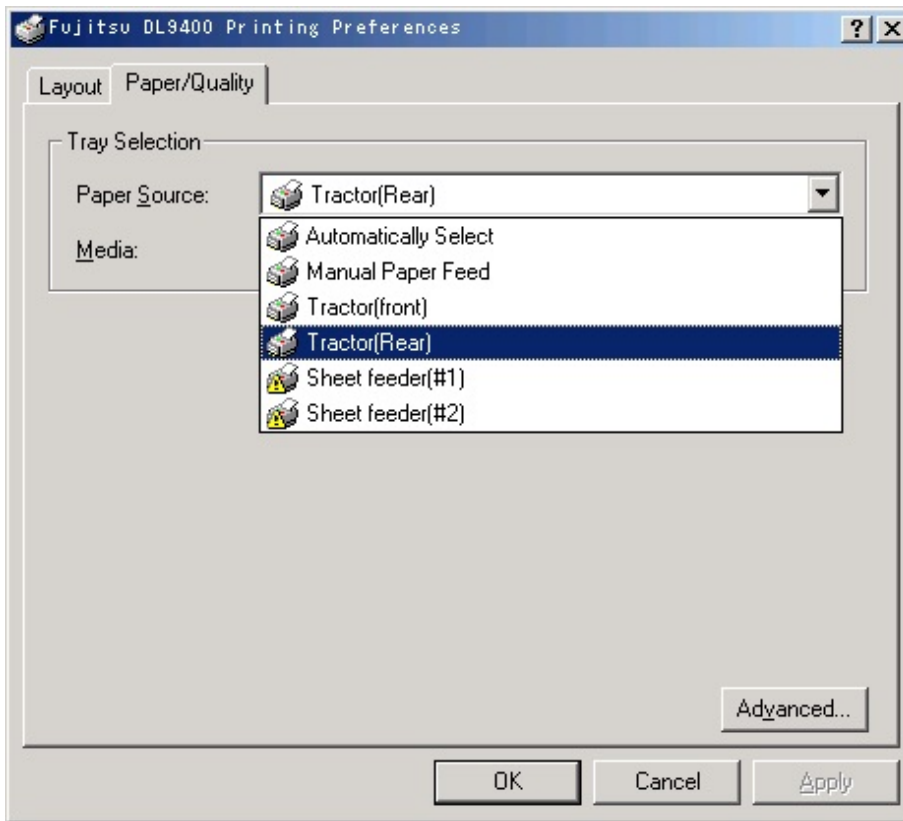 Fujitsu DL9400 Printing Preferences
Layout
Paper/Quality
Tray Selection
Paper Source:
Tractor(Rear)
Media:
Automatically Select
Manual Paper Feed
Tractor(front)
Tractor(Rear)
Sheet feeder(#1)
Sheet feeder(#2)
Advanced...
OK
Cancel
Apply